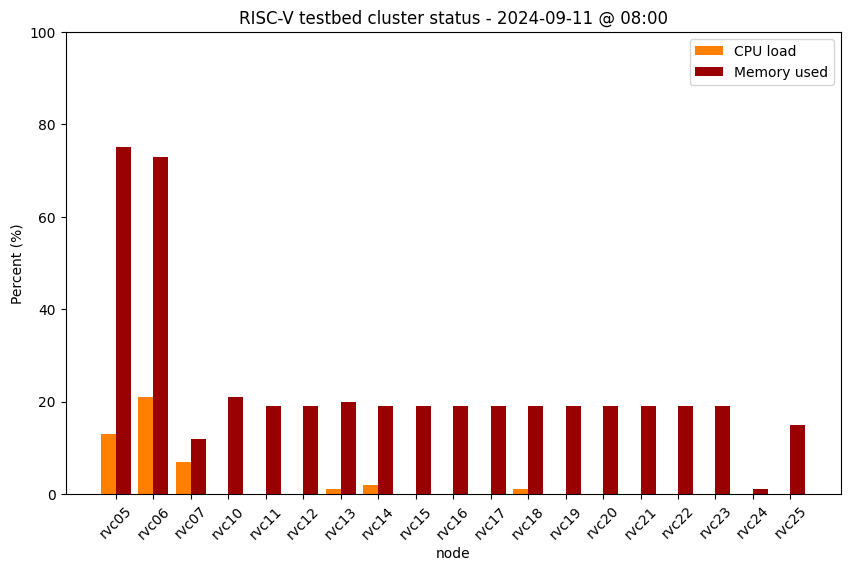 RISC-V testbed cluster status - 2024-09-11 @ 08:00
CPU load
Memory used
Percent (%)
100
80
60
40
20
0
rvc05 rvc06 rvc07 rvc10 rvc11 rvc12 rvc13 rvc14 rvc15 rvc16 rvc17 rvc18 rvc19 rvc20 rvc21 rvc22 rvc23 rvc24 rvc25
node